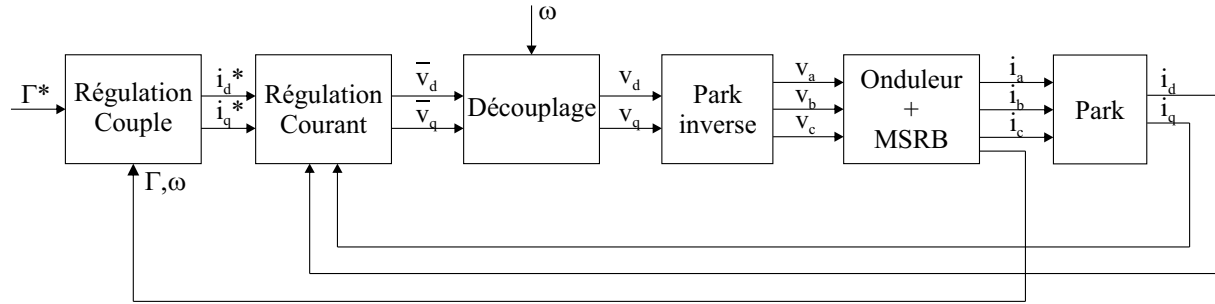 ω
Γ*
Régulation
Couple
i_d*
i_q*
Régulation
Courant
v̅_d
v̅_q
Découplage
v_d
v_q
Park
inverse
v_a
v_b
v_c
Onduleur
+
MSRB
i_a
i_b
i_c
Park
i_d
i_q
Γ,ω